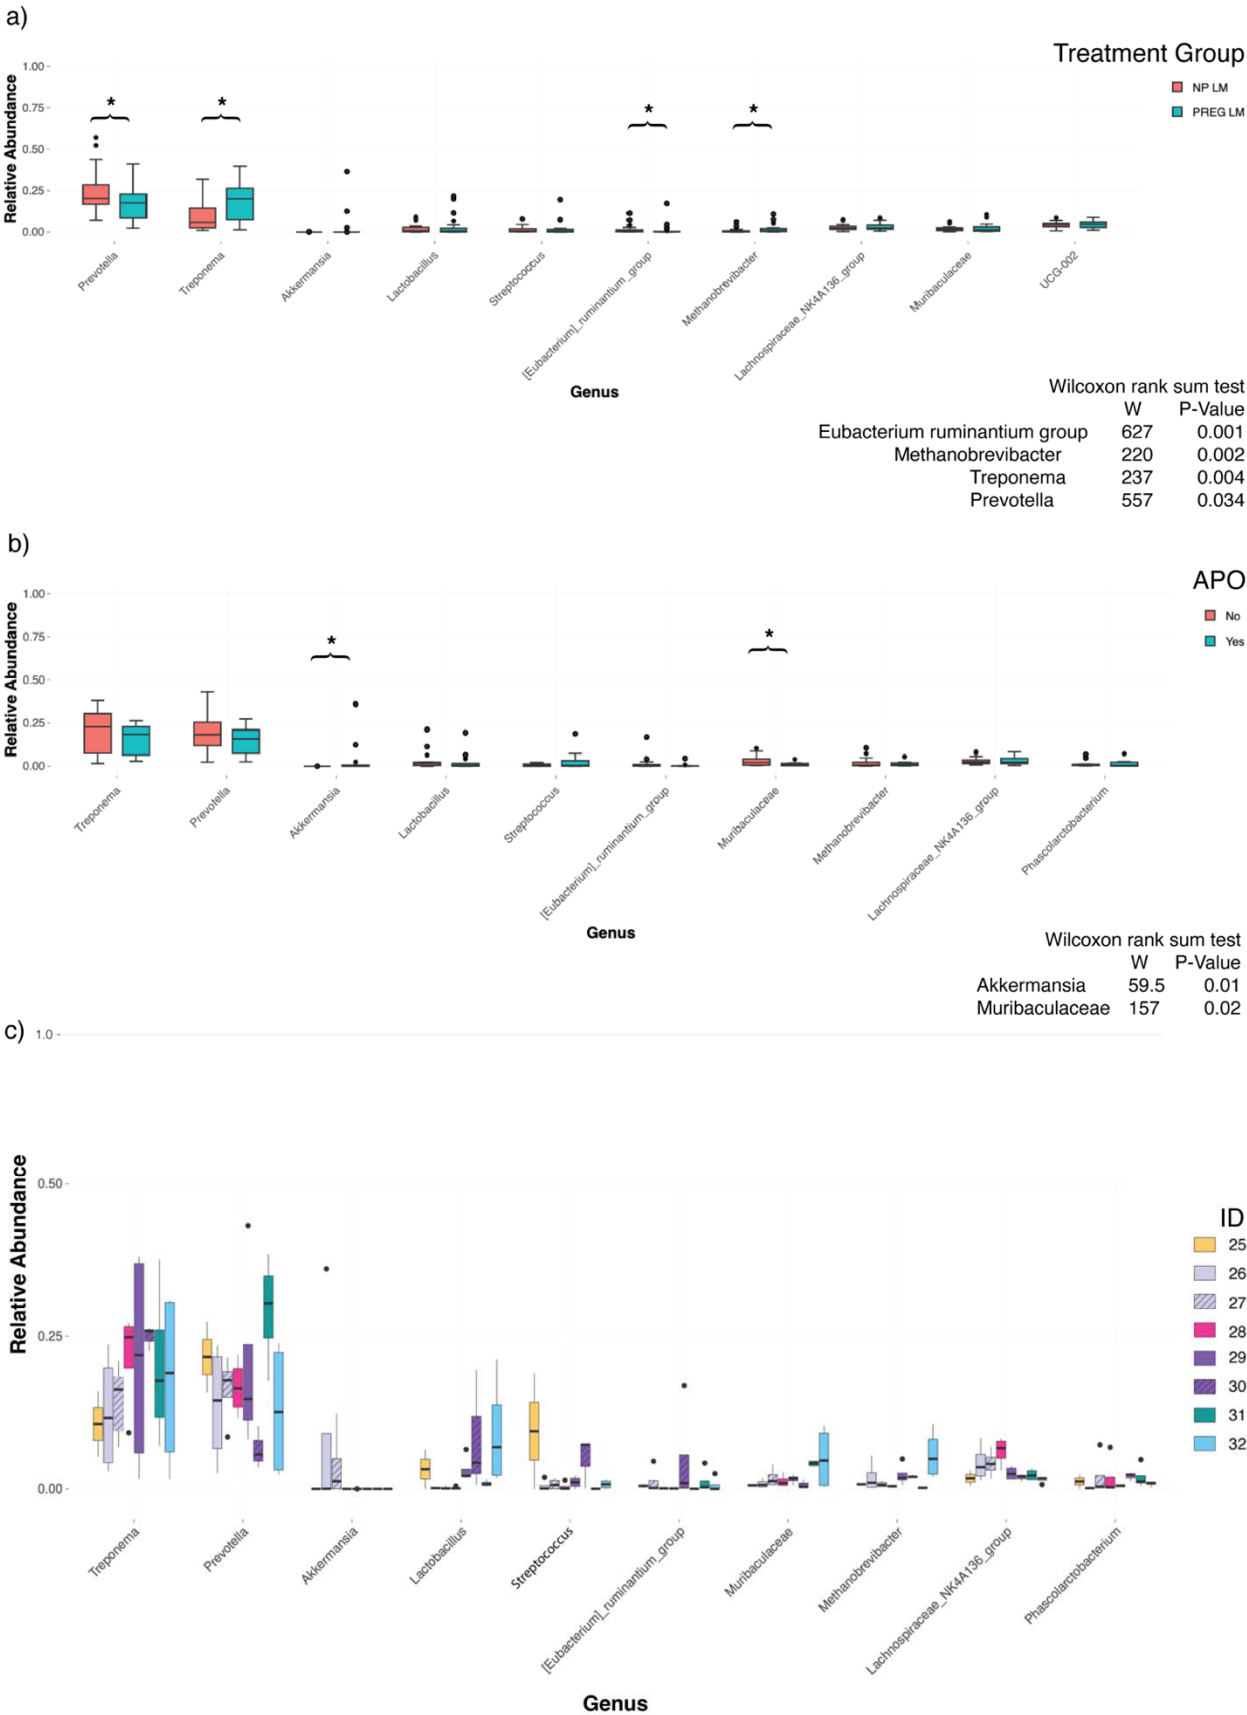 a)
Treatment Group
NP LM
PREG LM
Relative Abundance
1.00
0.75
0.50
0.25
0.00
* * * *
Prevotella
Treponema
Akkermansia
Lactobacillus
Streptococcus
[Eubacterium]_ruminantium_group
Methanobrevibacter
Lachnospiraceae_NK4A136_group
Muribaculaceae
UCG-002
Genus
Wilcoxon rank sum test
W P-Value
Eubacterium ruminantium group 627 0.001
Methanobrevibacter 220 0.002
Treponema 237 0.004
Prevotella 557 0.034
b)
APO
No
Yes
Relative Abundance
1.00
0.75
0.50
0.25
0.00
* *
Treponema
Prevotella
Akkermansia
Lactobacillus
Streptococcus
[Eubacterium]_ruminantium_group
Muribaculaceae
Methanobrevibacter
Lachnospiraceae_NK4A136_group
Phascolarctobacterium
Genus
Wilcoxon rank sum test
W P-Value
Akkermansia 59.5 0.01
Muribaculaceae 157 0.02
c)
1.0
0.50
0.25
0.00
Relative Abundance
ID
25
26
27
28
29
30
31
32
Treponema
Prevotella
Akkermansia
Lactobacillus
Streptococcus
[Eubacterium]_ruminantium_group
Muribaculaceae
Methanobrevibacter
Lachnospiraceae_NK4A136_group
Phascolarctobacterium
Genus